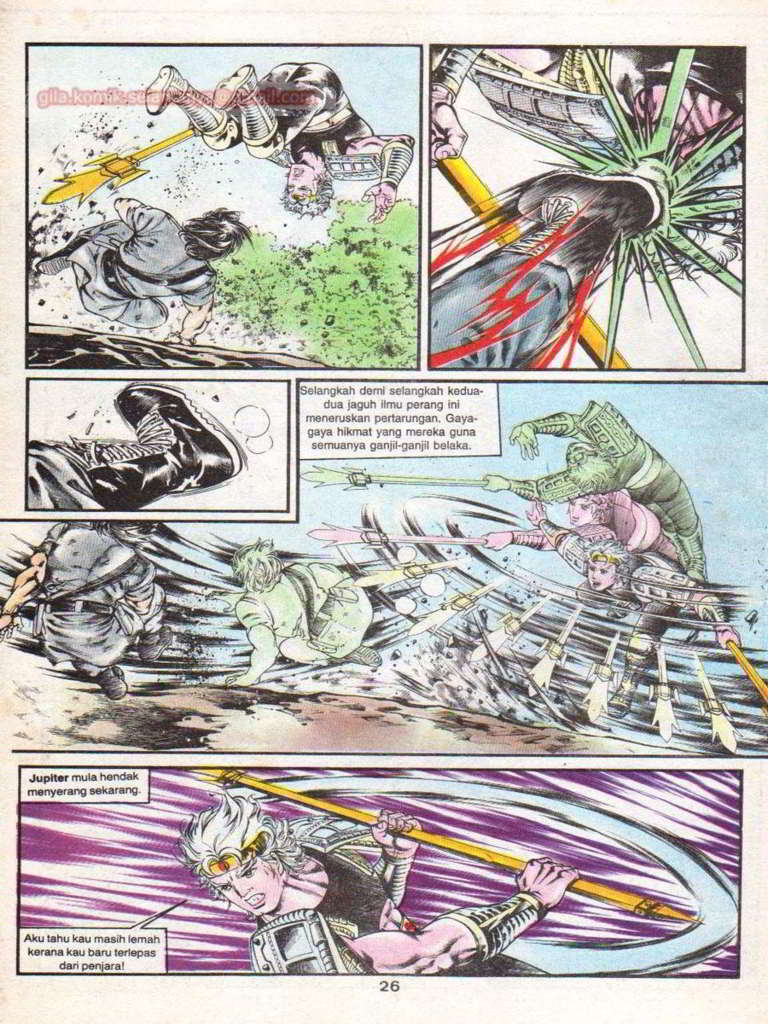 Selangkah demi selangkah kedua-
dua jaguh ilmu perang ini
meneruskan pertarungan. Gaya-
gaya hikmat yang mereka guna
semuanya ganjil-ganjil belaka.
Jupiter mula hendak
menyerang sekarang.
Aku tahu kau masih lemah
kerana kau baru terlepas
dari penjara!
26